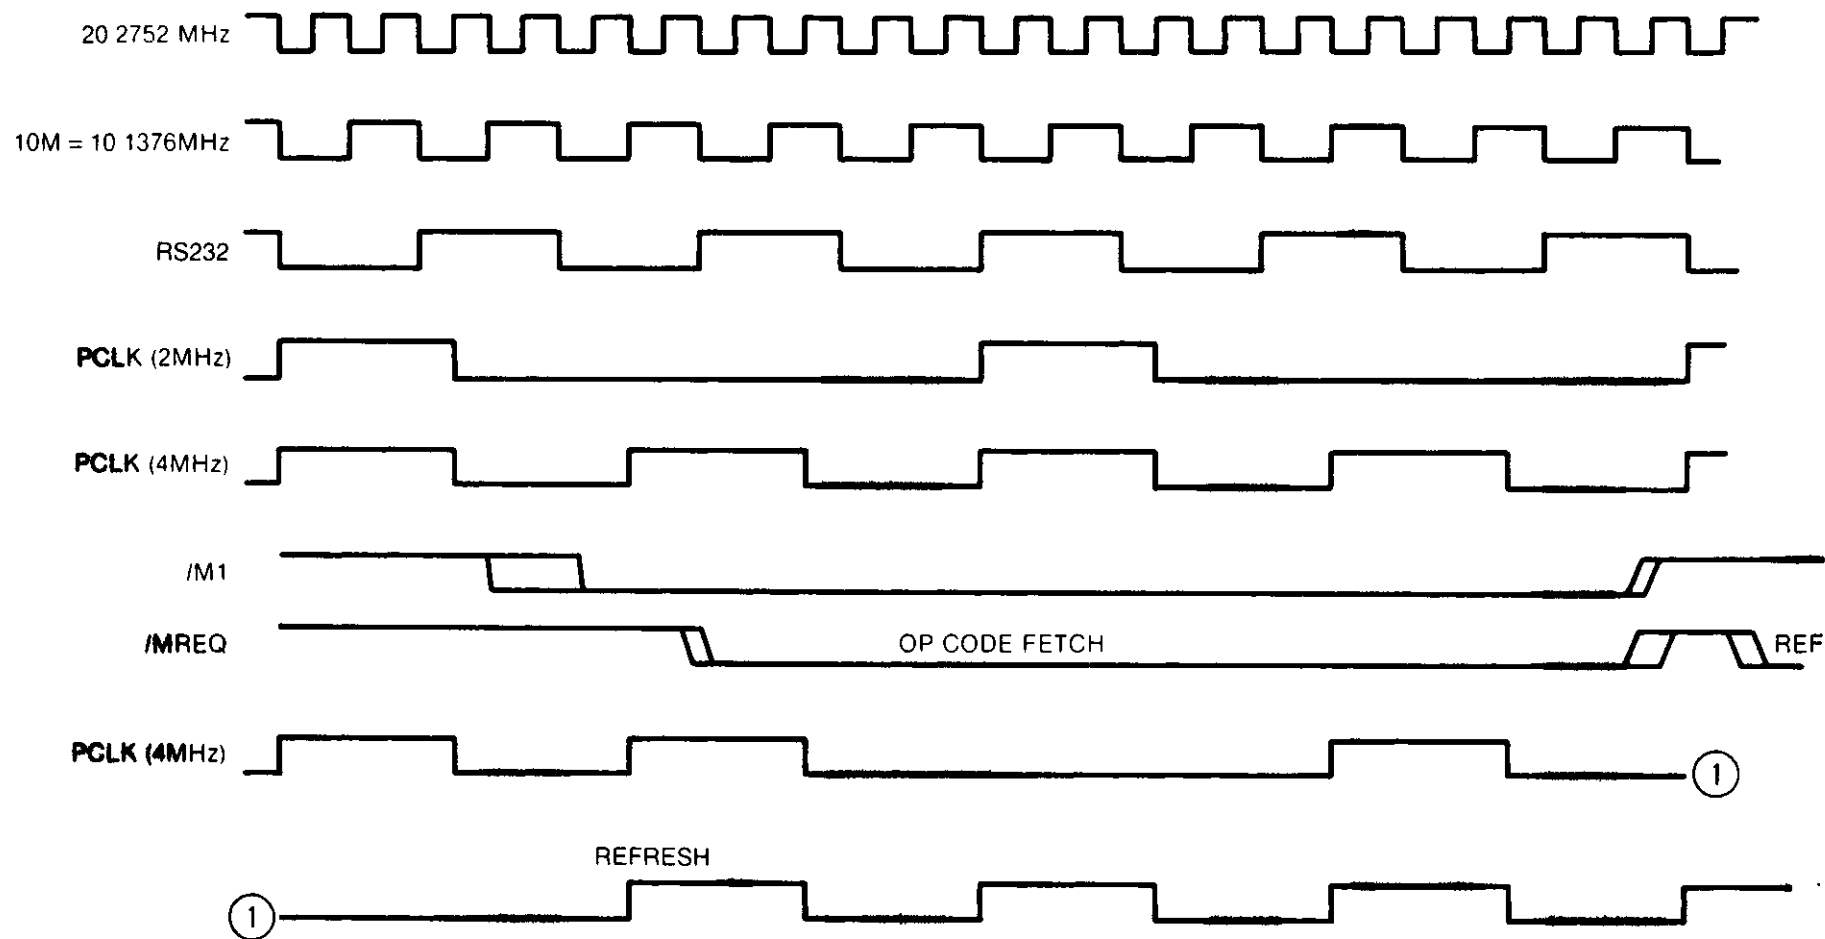 20 2752 MHz
10M = 10 1376MHz
RS232
PCLK (2MHz)
PCLK (4MHz)
/M1
/MREQ
OP CODE FETCH
REF
PCLK (4MHz)
1
REFRESH
1